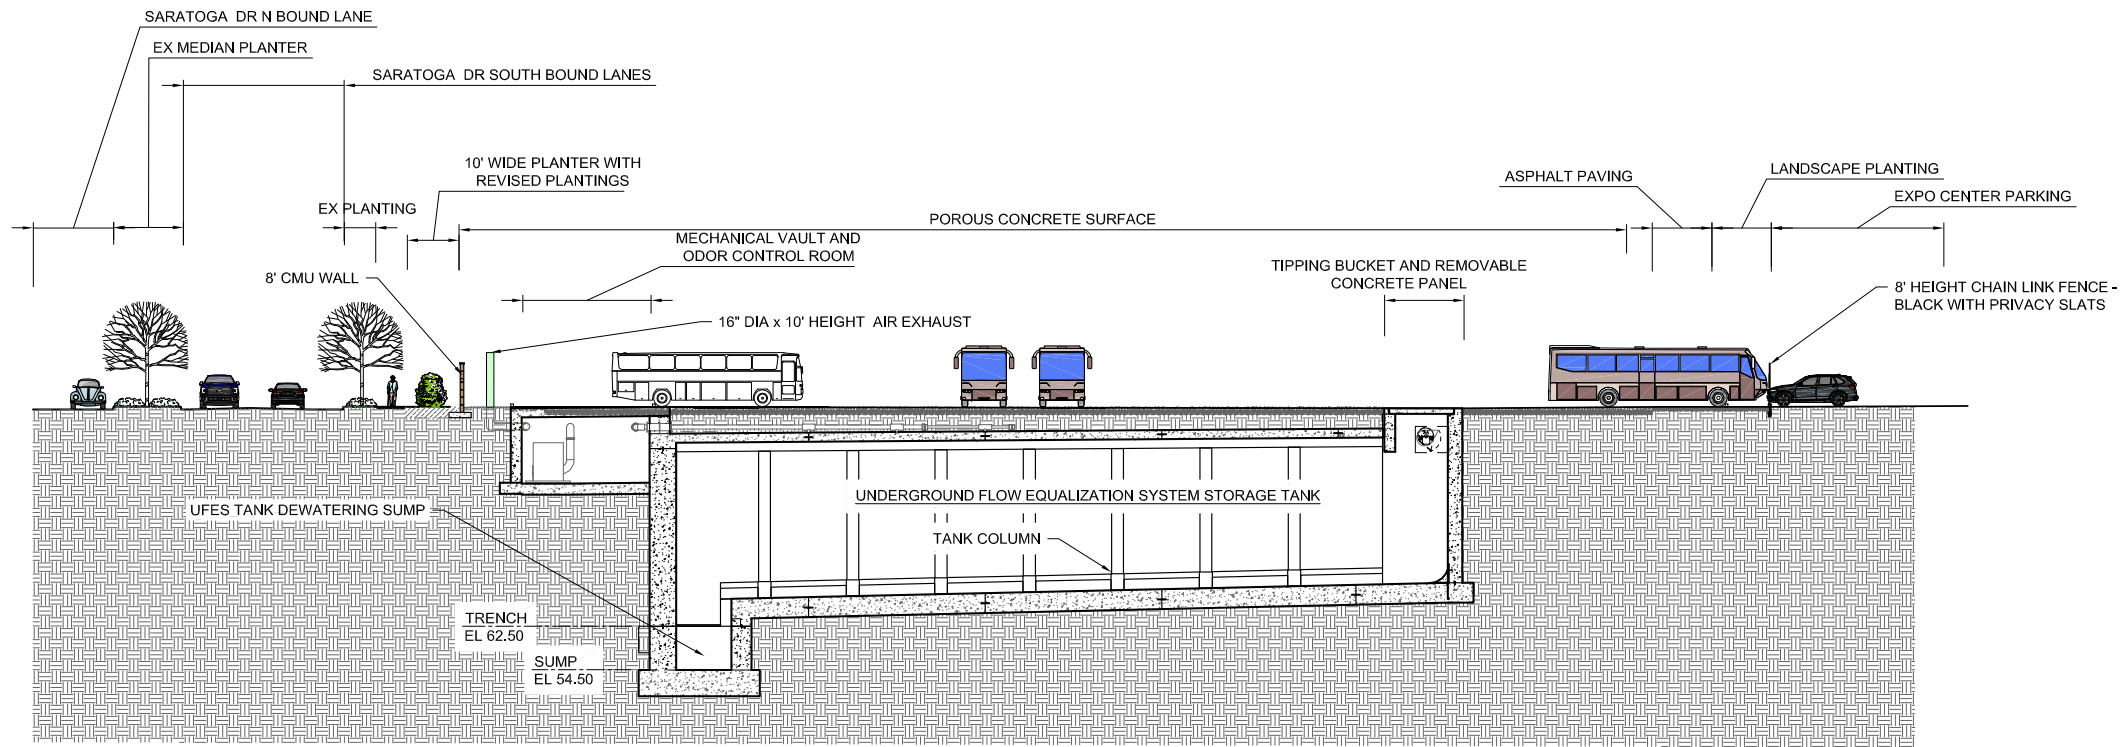 SARATOGA DR N BOUND LANE
EX MEDIAN PLANTER
SARATOGA DR SOUTH BOUND LANES
10' WIDE PLANTER WITH
REVISED PLANTINGS
EX PLANTING
8' CMU WALL
MECHANICAL VAULT AND
ODOR CONTROL ROOM
POROUS CONCRETE SURFACE
16" DIA x 10' HEIGHT AIR EXHAUST
TIPPING BUCKET AND REMOVABLE
CONCRETE PANEL
ASPHALT PAVING
LANDSCAPE PLANTING
EXPO CENTER PARKING
8' HEIGHT CHAIN LINK FENCE -
BLACK WITH PRIVACY SLATS
UNDERGROUND FLOW EQUALIZATION SYSTEM STORAGE TANK
UFES TANK DEWATERING SUMP
TANK COLUMN
TRENCH
EL 62.50
SUMP
EL 54.50